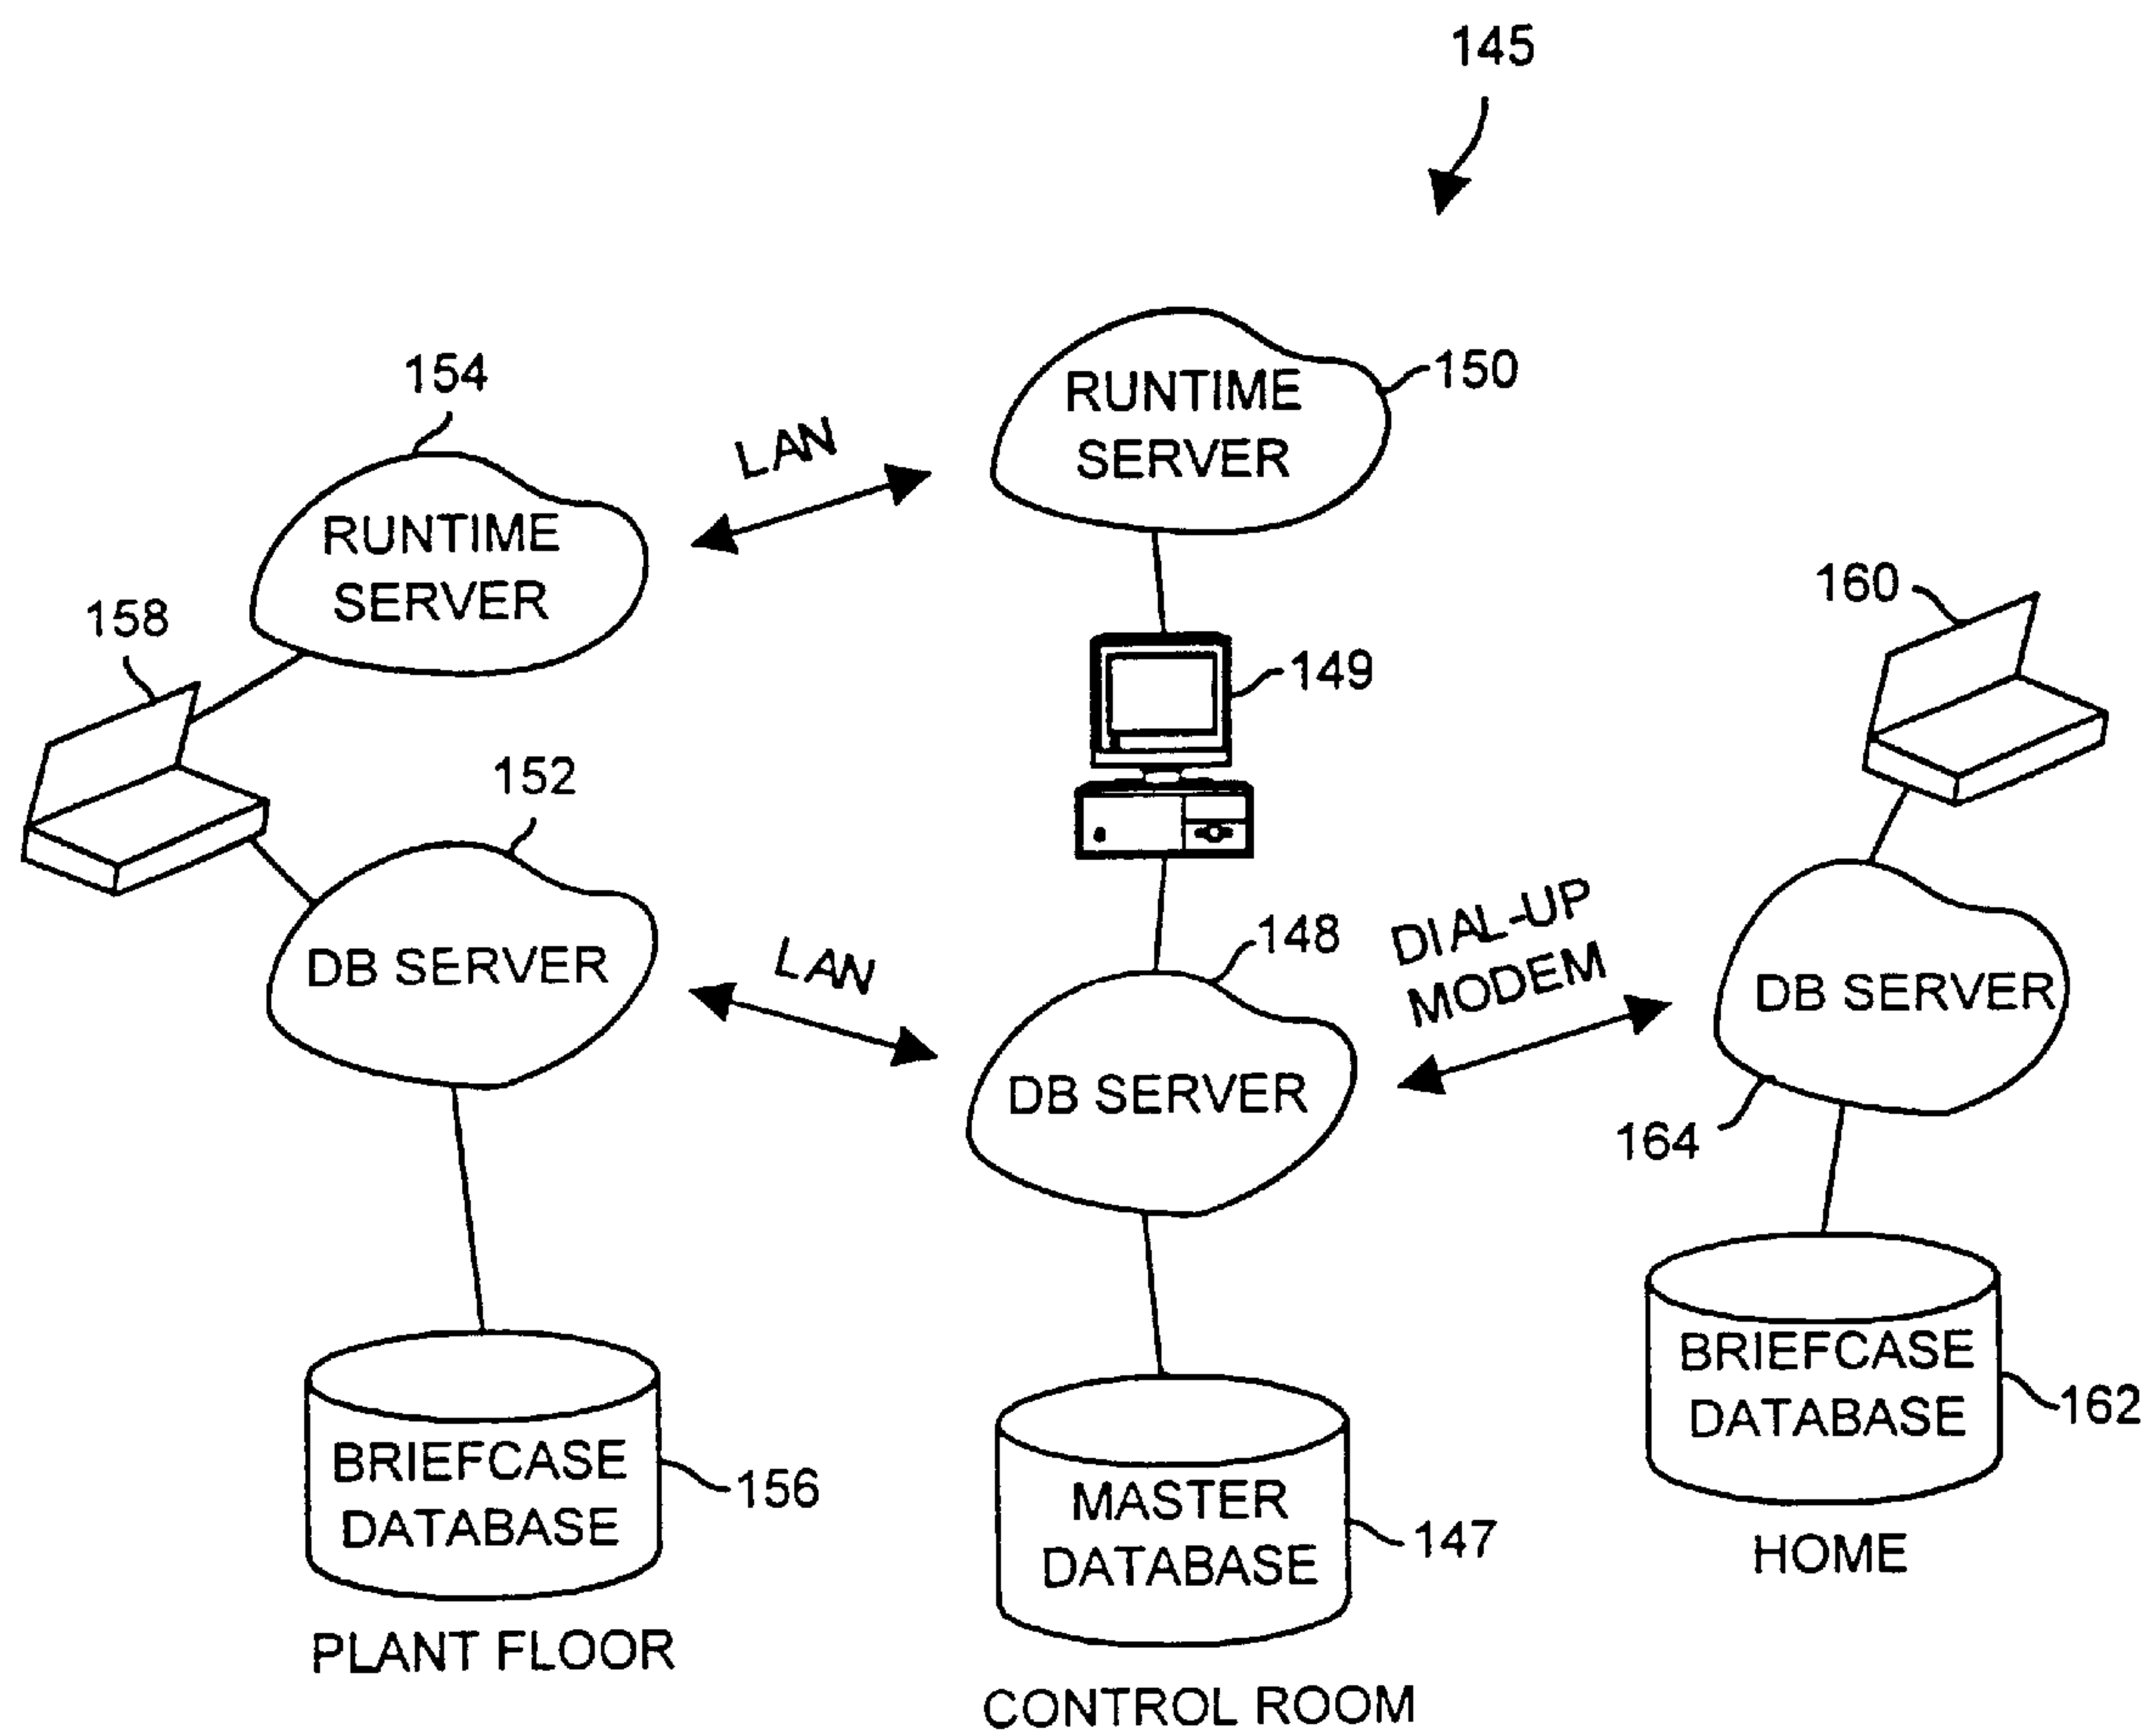 145
RUNTIME
SERVER
150
154
LAN
RUNTIME
SERVER
158
160
149
152
DB SERVER
LAN
148
DIAL-UP
MODEM
DB SERVER
DB SERVER
164
BRIEFCASE
DATABASE
156
MASTER
DATABASE
147
BRIEFCASE
DATABASE
162
HOME
PLANT FLOOR
CONTROL ROOM